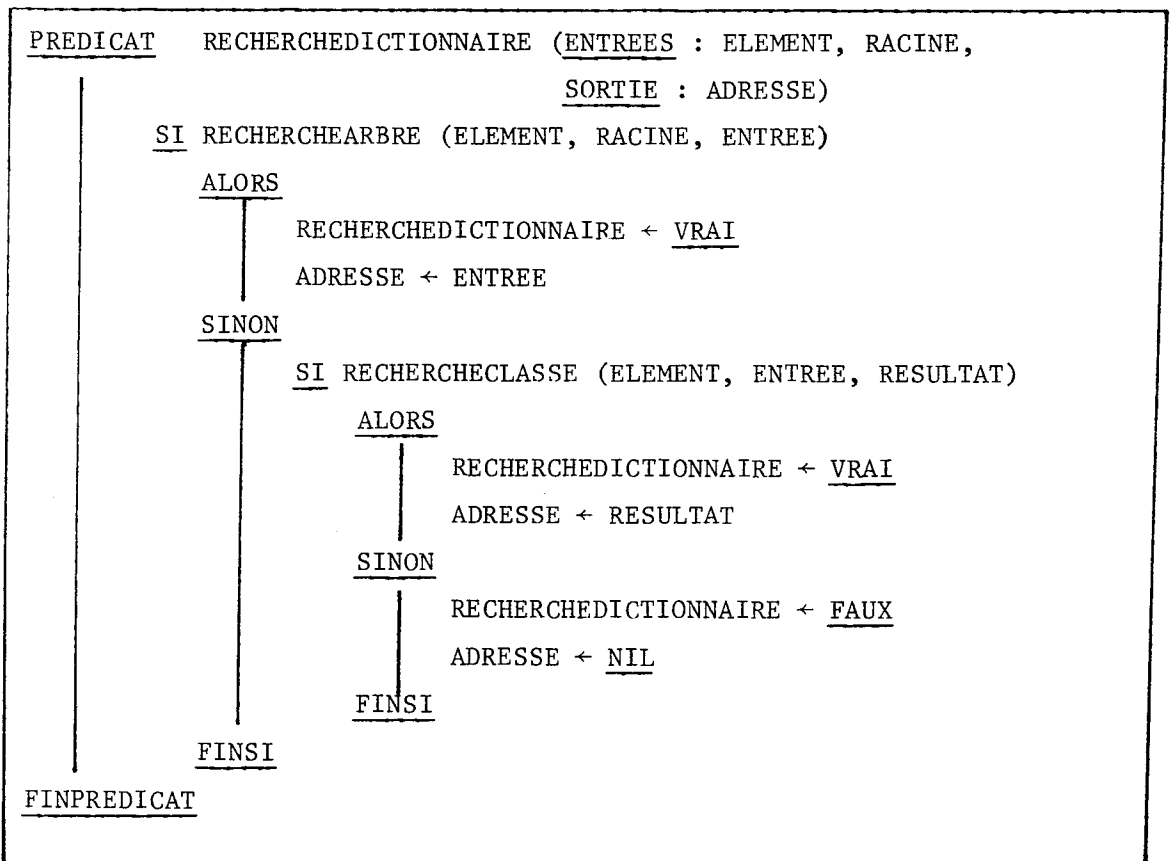 PREDICAT RECHERCHEDICTIONNAIRE (ENTREES : ELEMENT, RACINE,
SORTIE : ADRESSE)
SI RECHERCHEARBRE (ELEMENT, RACINE, ENTREE)
ALORS
RECHERCHEDICTIONNAIRE ← VRAI
ADRESSE ← ENTREE
SINON
SI RECHERCHECLASSE (ELEMENT, ENTREE, RESULTAT)
ALORS
RECHERCHEDICTIONNAIRE ← VRAI
ADRESSE ← RESULTAT
SINON
RECHERCHEDICTIONNAIRE ← FAUX
ADRESSE ← NIL
FINSI
FINSI
FINPREDICAT